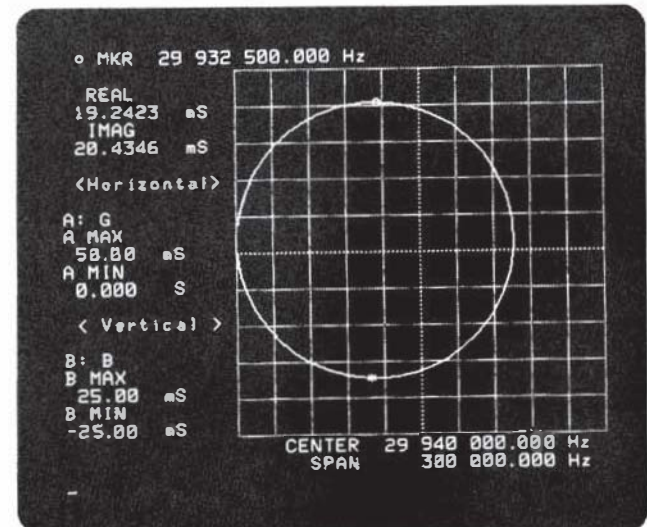 o MKR 29 932 500.000 Hz
REAL
19.2423 mS
IMAG
20.4346 mS
<Horizontal>
A: G
A MAX
50.00 mS
A MIN
0.000 S
< Vertical >
B: B
B MAX
25.00 mS
B MIN
-25.00 mS
CENTER 29 940 000.000 Hz
SPAN 300 000.000 Hz